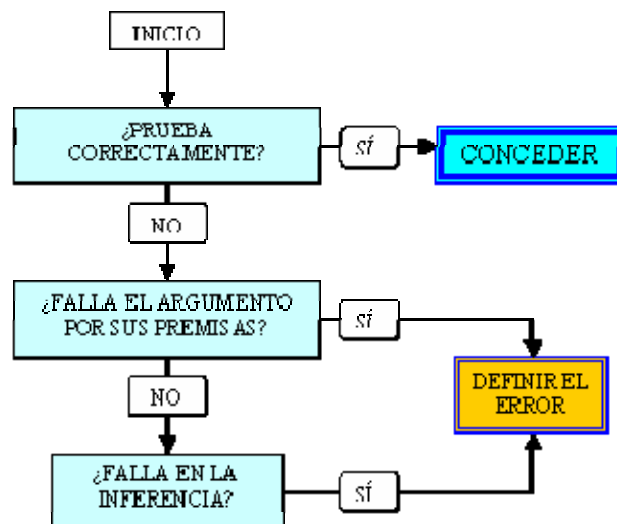 INICIO
¿PRUEBA
CORRECTAMENTE?
SÍ
CONCEDER
NO
¿FALLA EL ARGUMENTO
POR SUS PREMISAS?
SÍ
DEFINIR EL
ERROR
NO
¿FALLA EN LA
INFERENCIA?
SÍ